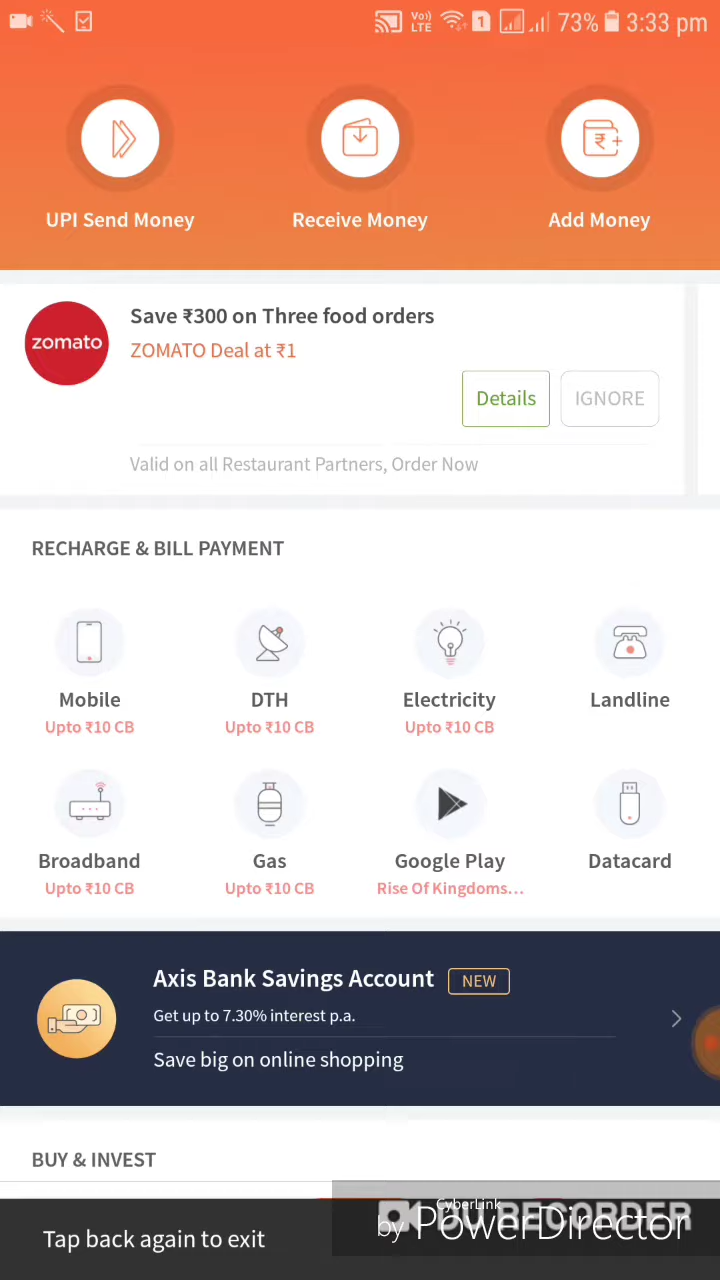 Vo))
LTE
1
73%
3:33 pm
UPI Send Money
Receive Money
Add Money
zomato
Save ₹300 on Three food orders
ZOMATO Deal at ₹1
Details
IGNORE
Valid on all Restaurant Partners, Order Now
RECHARGE & BILL PAYMENT
Mobile
DTH
Electricity
Landline
Upto ₹10 CB
Upto ₹10 CB
Upto ₹10 CB
Broadband
Gas
Google Play
Datacard
Upto ₹10 CB
Upto ₹10 CB
Rise Of Kingdoms...
Axis Bank Savings Account
NEW
Get up to 7.30% interest p.a.
Save big on online shopping
BUY & INVEST
Tap back again to exit
CyberLink
by PowerDirector
DU RECORDER